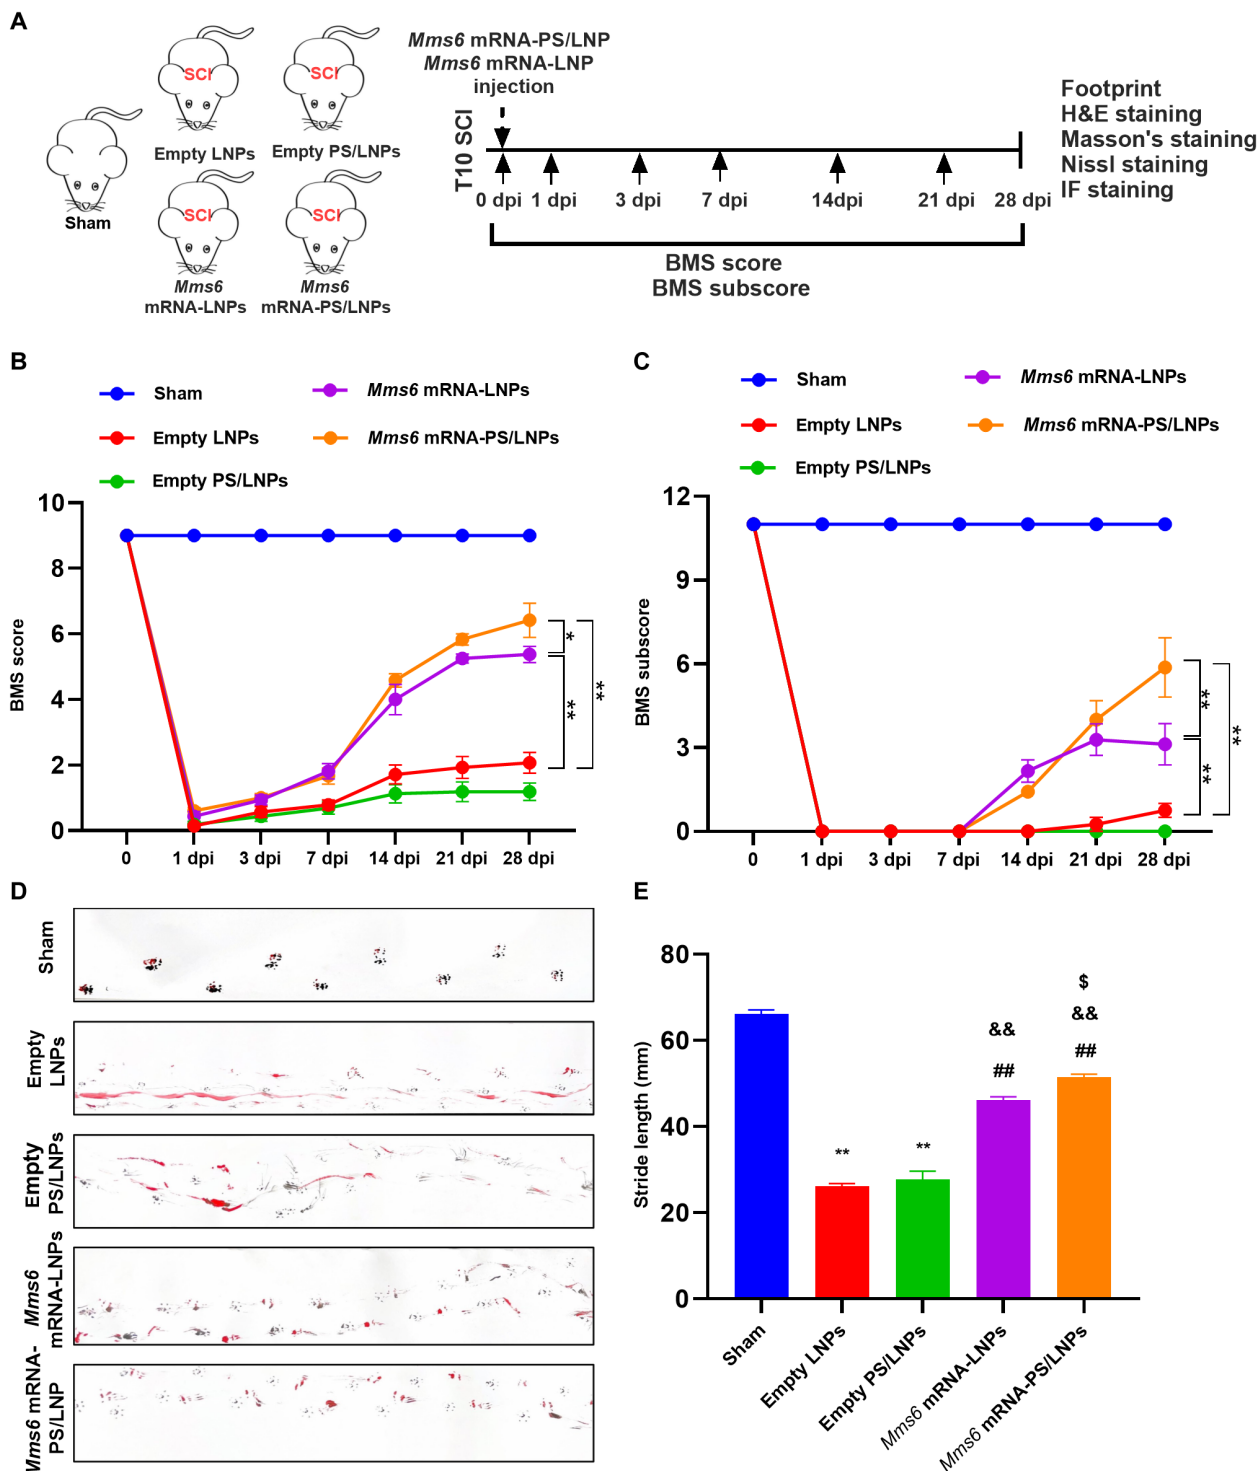 A
SCI
SCI
Empty LNPs
Empty PS/LNPs
Sham
SCI
SCI
Mms6
mRNA-LNPs
Mms6
mRNA-PS/LNPs
Mms6 mRNA-PS/LNP
Mms6 mRNA-LNP
injection
T10 SCI
0 dpi
1 dpi
3 dpi
7 dpi
14dpi
21 dpi
28 dpi
BMS score
BMS subscore
Footprint
H&E staining
Masson's staining
Nissl staining
IF staining
B
Sham
Mms6 mRNA-LNPs
Empty LNPs
Mms6 mRNA-PS/LNPs
Empty PS/LNPs
BMS score
10
8
6
4
2
0
*
**
**
0
1 dpi
3 dpi
7 dpi
14 dpi
21 dpi
28 dpi
C
Sham
Mms6 mRNA-LNPs
Empty LNPs
Mms6 mRNA-PS/LNPs
Empty PS/LNPs
BMS subscore
12
9
6
3
0
**
**
**
0
1 dpi
3 dpi
7 dpi
14 dpi
21 dpi
28 dpi
D
Sham
Empty
LNPs
Empty
PS/LNPs
Mms6
mRNA-LNPs
Mms6 mRNA-
PS/LNP
E
Stride length (mm)
80
60
40
20
0
**
**
&&
##
$
&&
##
Sham
Empty LNPs
Empty PS/LNPs
Mms6 mRNA-LNPs
Mms6 mRNA-PS/LNPs